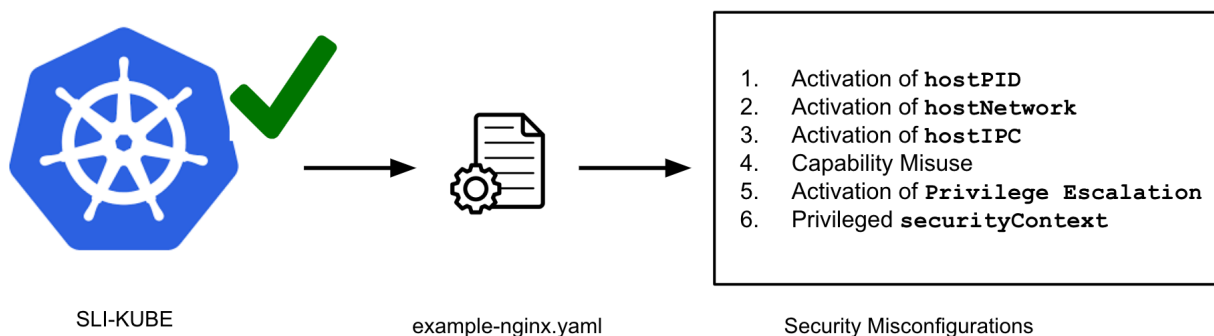 1. Activation of hostPID
2. Activation of hostNetwork
3. Activation of hostIPC
4. Capability Misuse
5. Activation of Privilege Escalation
6. Privileged securityContext
SLI-KUBE
example-nginx.yaml
Security Misconfigurations